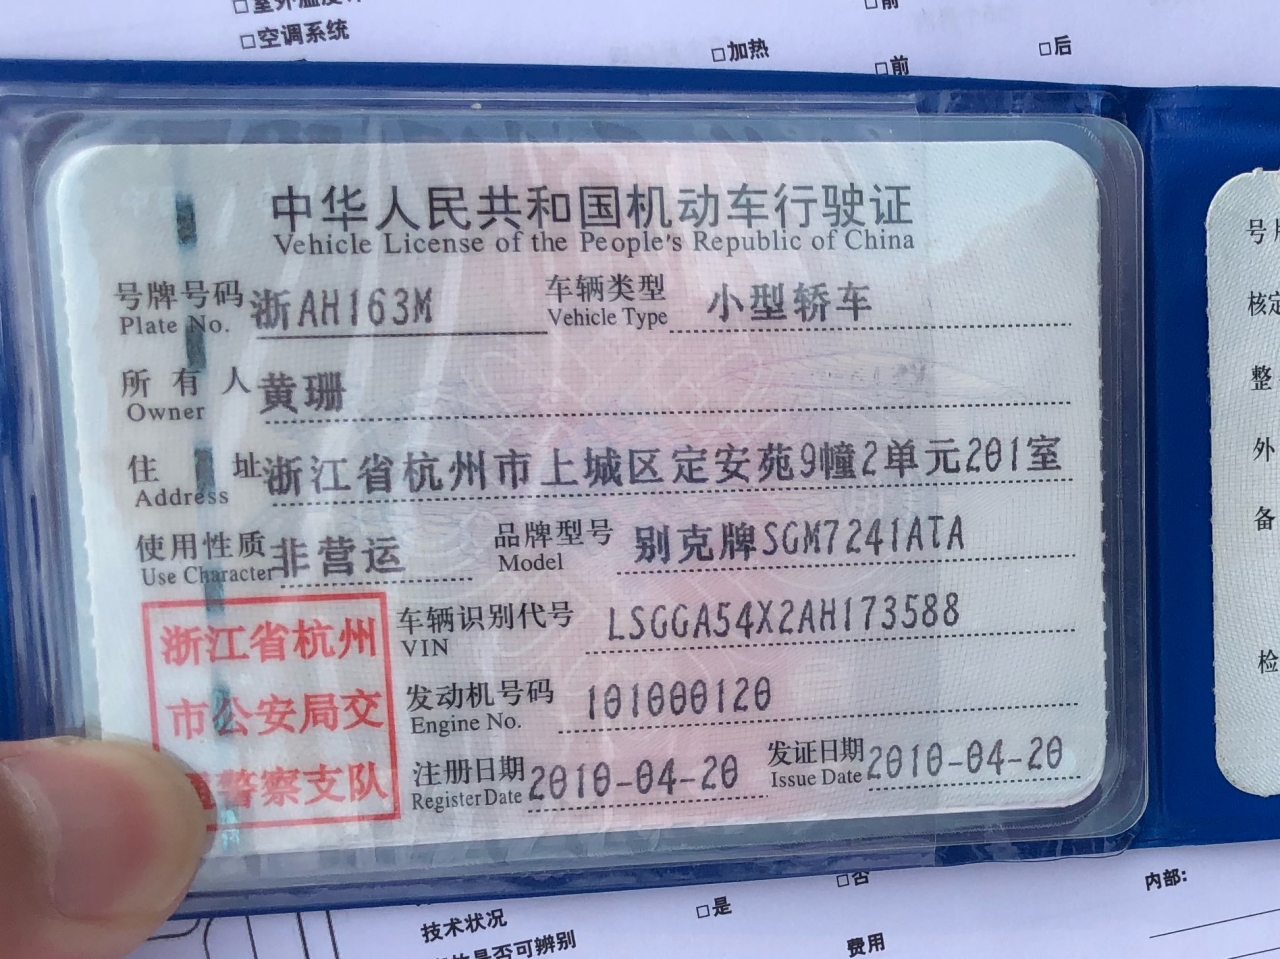 □空调系统
□加热
□前
□后
中华人民共和国机动车行驶证
Vehicle License of the People's Republic of China
号牌号码 浙AH163M 车辆类型 小型轿车
Plate No. Vehicle Type
所有人 黄珊
Owner
住址 浙江省杭州市上城区定安苑9幢2单元201室
Address
使用性质 非营运 品牌型号 别克牌SGM7241ATA
Use Character Model
浙江省杭州
市公安局交
警察支队
车辆识别代号 LSGGA54X2AH173588
VIN
发动机号码 101000120
Engine No.
注册日期 2010-04-20 发证日期 2010-04-20
Register Date Issue Date
号
核定
整
外
备
检
□否
□是
内部:
技术状况
是否可辨别
费用